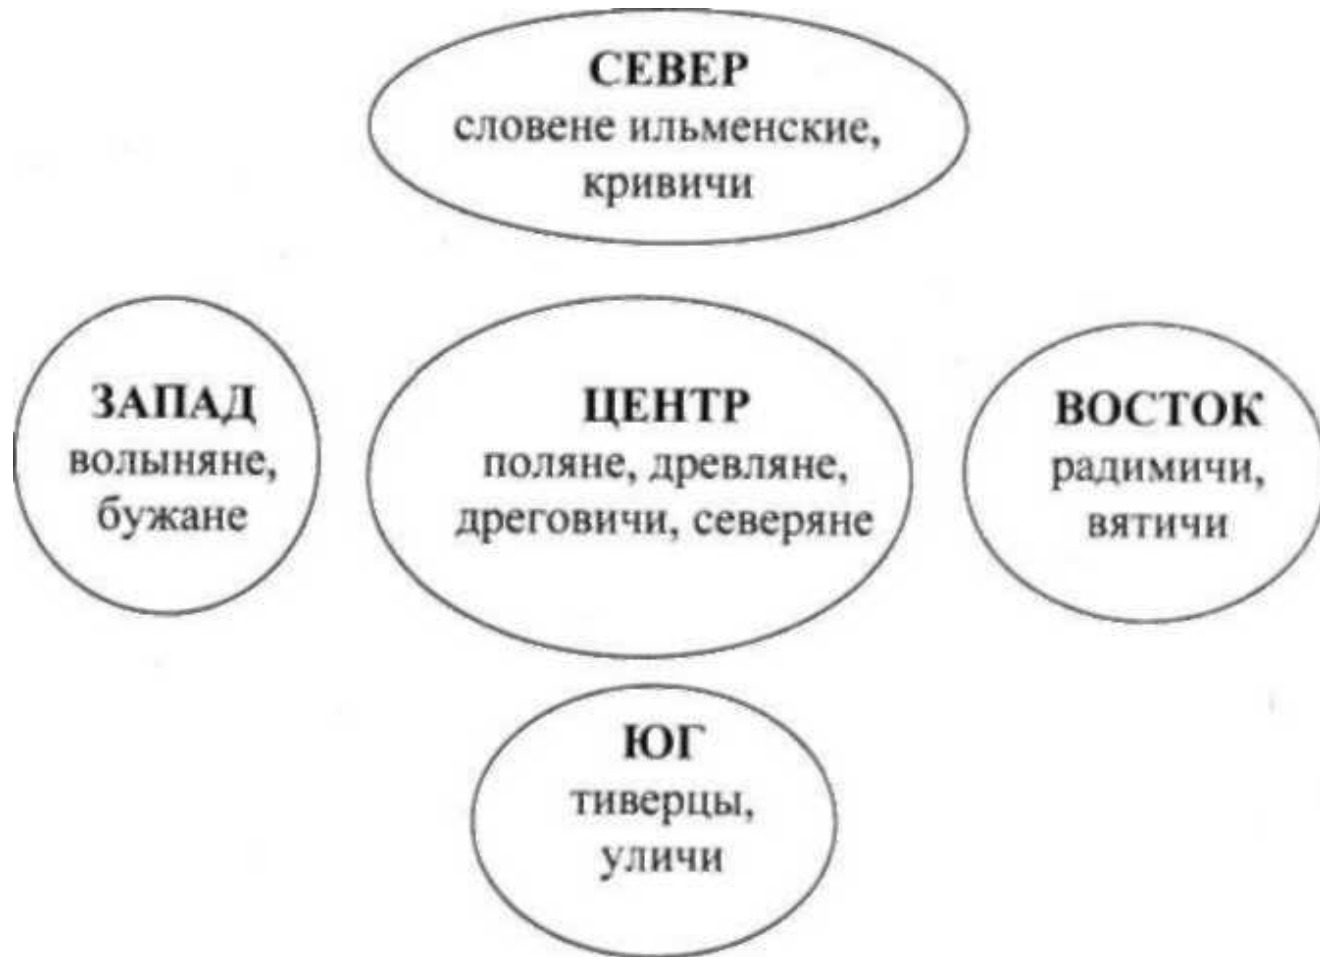 СЕВЕР
словене ильменские,
кривичи
ЗАПАД
волыняне,
бужане
ЦЕНТР
поляне, древляне,
дреговичи, северяне
ВОСТОК
радимичи,
вятичи
ЮГ
тиверцы,
уличи